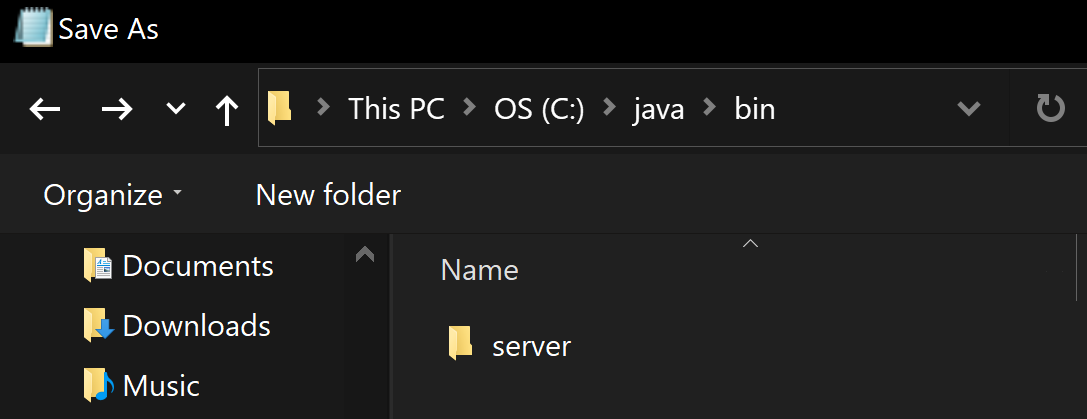 Save As
This PC OS (C:) java bin
Organize New folder
Documents
Downloads
Music
Name
server